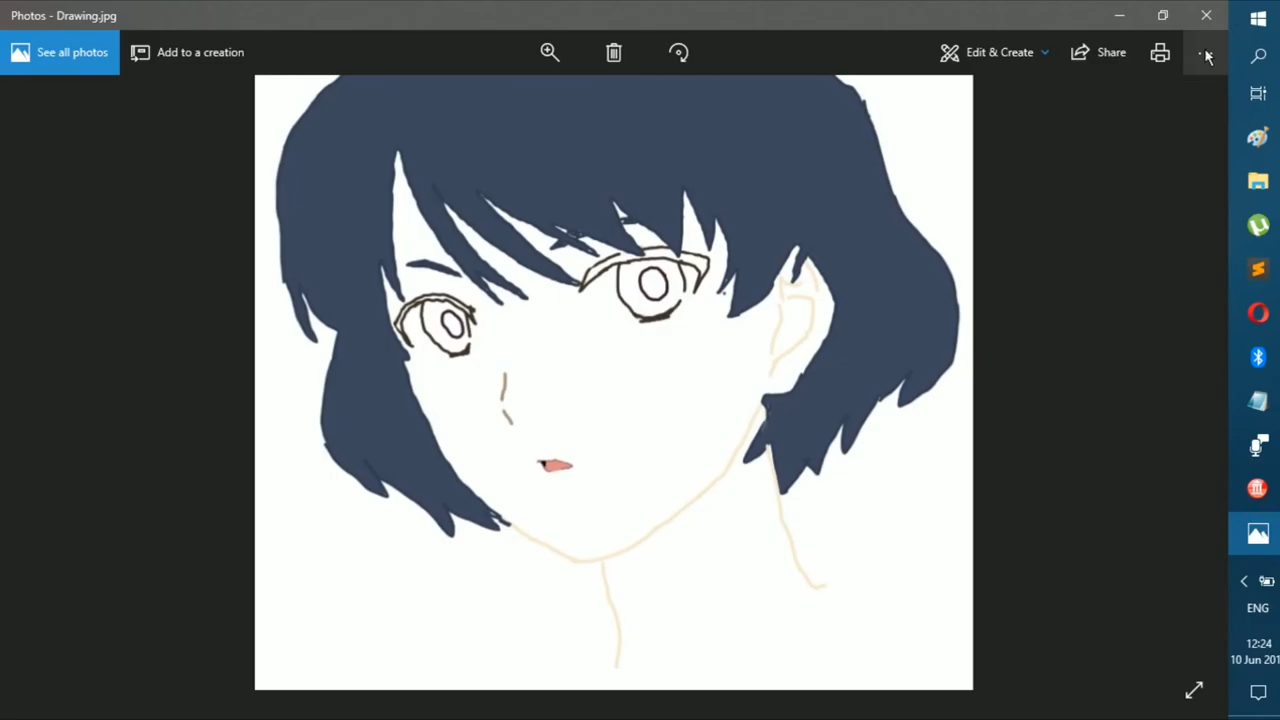 Photos - Drawing.jpg
See all photos
Add to a creation
Edit & Create
Share
ENG
12:24
10 Jun 201